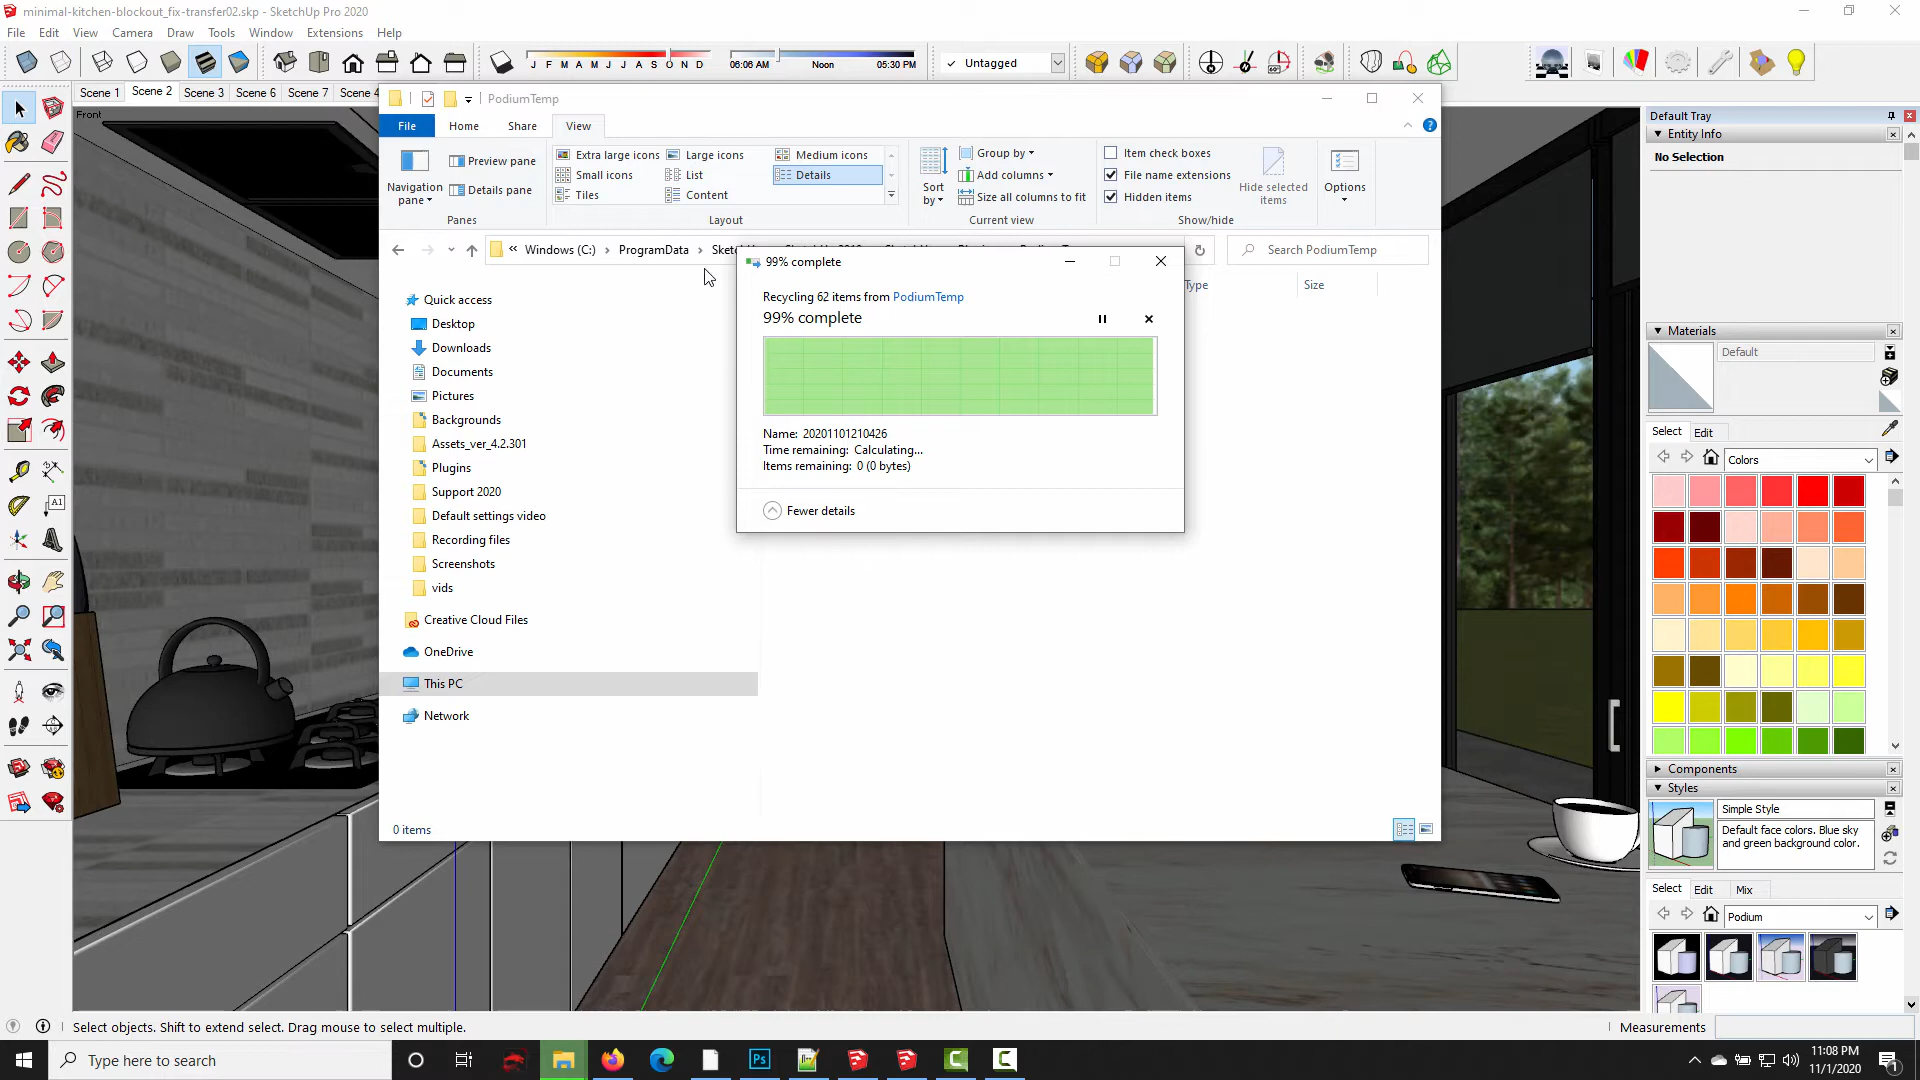 minimal-kitchen-blockout_fix-transfer02.skp - SketchUp Pro 2020
File Edit View Camera Draw Tools Window Extensions Help
J F M A M J J A S O N D
06:06 AM Noon 05:30 PM
✓ Untagged
Scene 1 Scene 2 Scene 3 Scene 6 Scene 7 Scene 4
Front
PodiumTemp
File Home Share View
Navigation pane
Preview pane
Details pane
Panes
Extra large icons Large icons Medium icons
Small icons List Details
Tiles Content
Layout
Sort by
Group by
Add columns
Size all columns to fit
Current view
Item check boxes
File name extensions
Hidden items
Hide selected items
Show/hide
Options
« Windows (C:) › ProgramData ›
Search PodiumTemp
Type Size
Quick access
Desktop
Downloads
Documents
Pictures
Backgrounds
Assets_ver_4.2.301
Plugins
Support 2020
Default settings video
Recording files
Screenshots
vids
Creative Cloud Files
OneDrive
This PC
Network
0 items
99% complete
Recycling 62 items from PodiumTemp
99% complete
Name: 20201101210426
Time remaining: Calculating...
Items remaining: 0 (0 bytes)
Fewer details
Default Tray
Entity Info
No Selection
Materials
Default
Select Edit
Colors
Components
Styles
Simple Style
Default face colors. Blue sky
and green background color.
Select Edit Mix
Podium
A1
Select objects. Shift to extend select. Drag mouse to select multiple.
Measurements
Type here to search
Ps
11:08 PM
11/1/2020
1